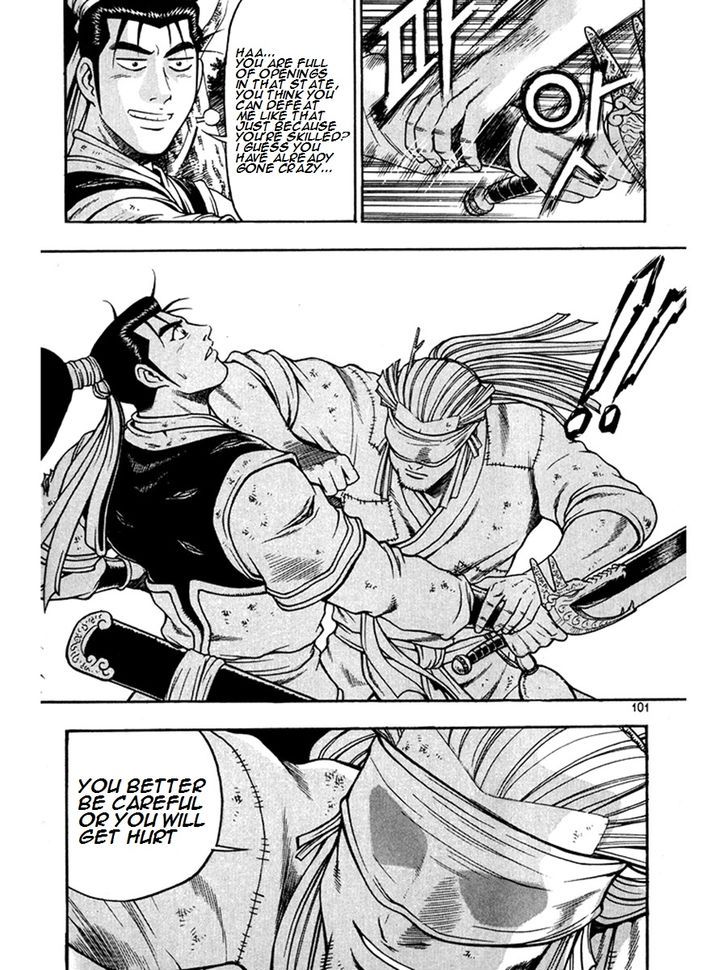 HAA...
YOU ARE FULL
OF OPENINGS
IN THAT STATE,
YOU THINK YOU
CAN DEFEAT
ME LIKE THAT
JUST BECAUSE
YOU'RE SKILLED?
I GUESS YOU
HAVE ALREADY
GONE CRAZY...
파
앗
!!
101
YOU BETTER
BE CAREFUL
OR YOU WILL
GET HURT